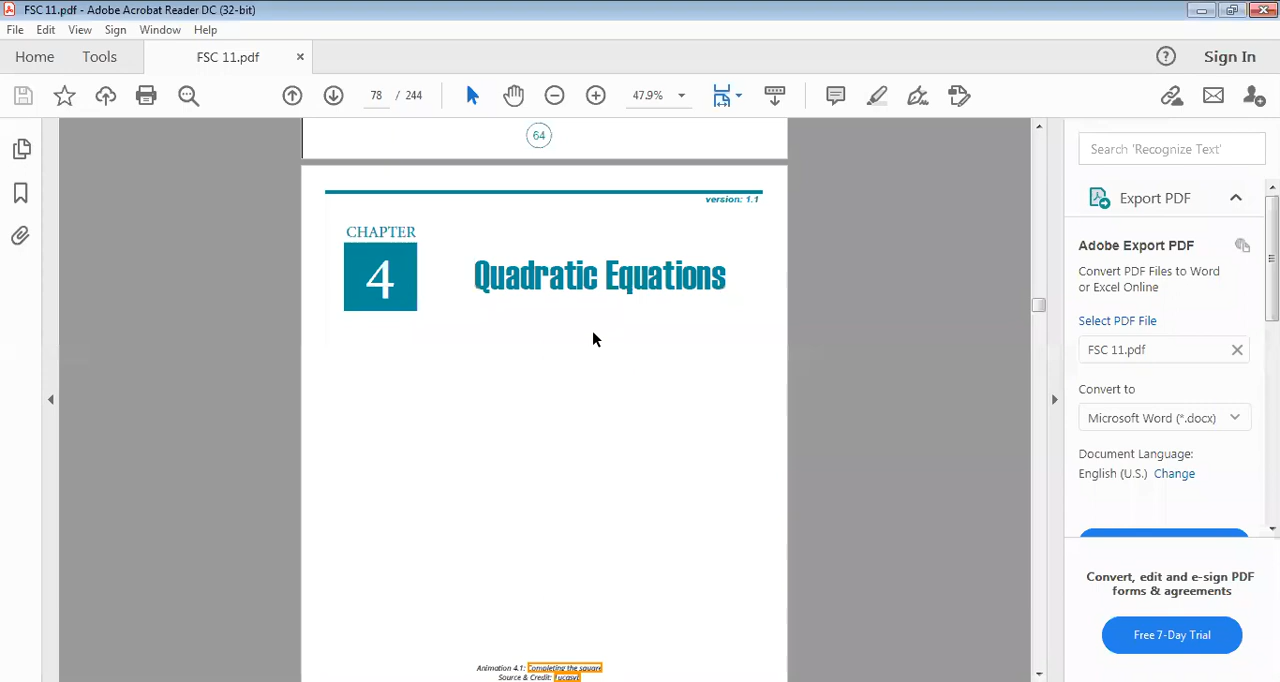 FSC 11.pdf - Adobe Acrobat Reader DC (32-bit)
File Edit View Sign Window Help
Home Tools FSC 11.pdf × Sign In
78 / 244 47.9%
64
version: 1.1
CHAPTER
4 Quadratic Equations
Animation 4.1: Completing the square
Source & Credit: 1ucasvb
Search 'Recognize Text'
Export PDF
Adobe Export PDF
Convert PDF Files to Word
or Excel Online
Select PDF File
FSC 11.pdf
Convert to
Microsoft Word (*.docx)
Document Language:
English (U.S.) Change
Convert, edit and e-sign PDF
forms & agreements
Free 7-Day Trial